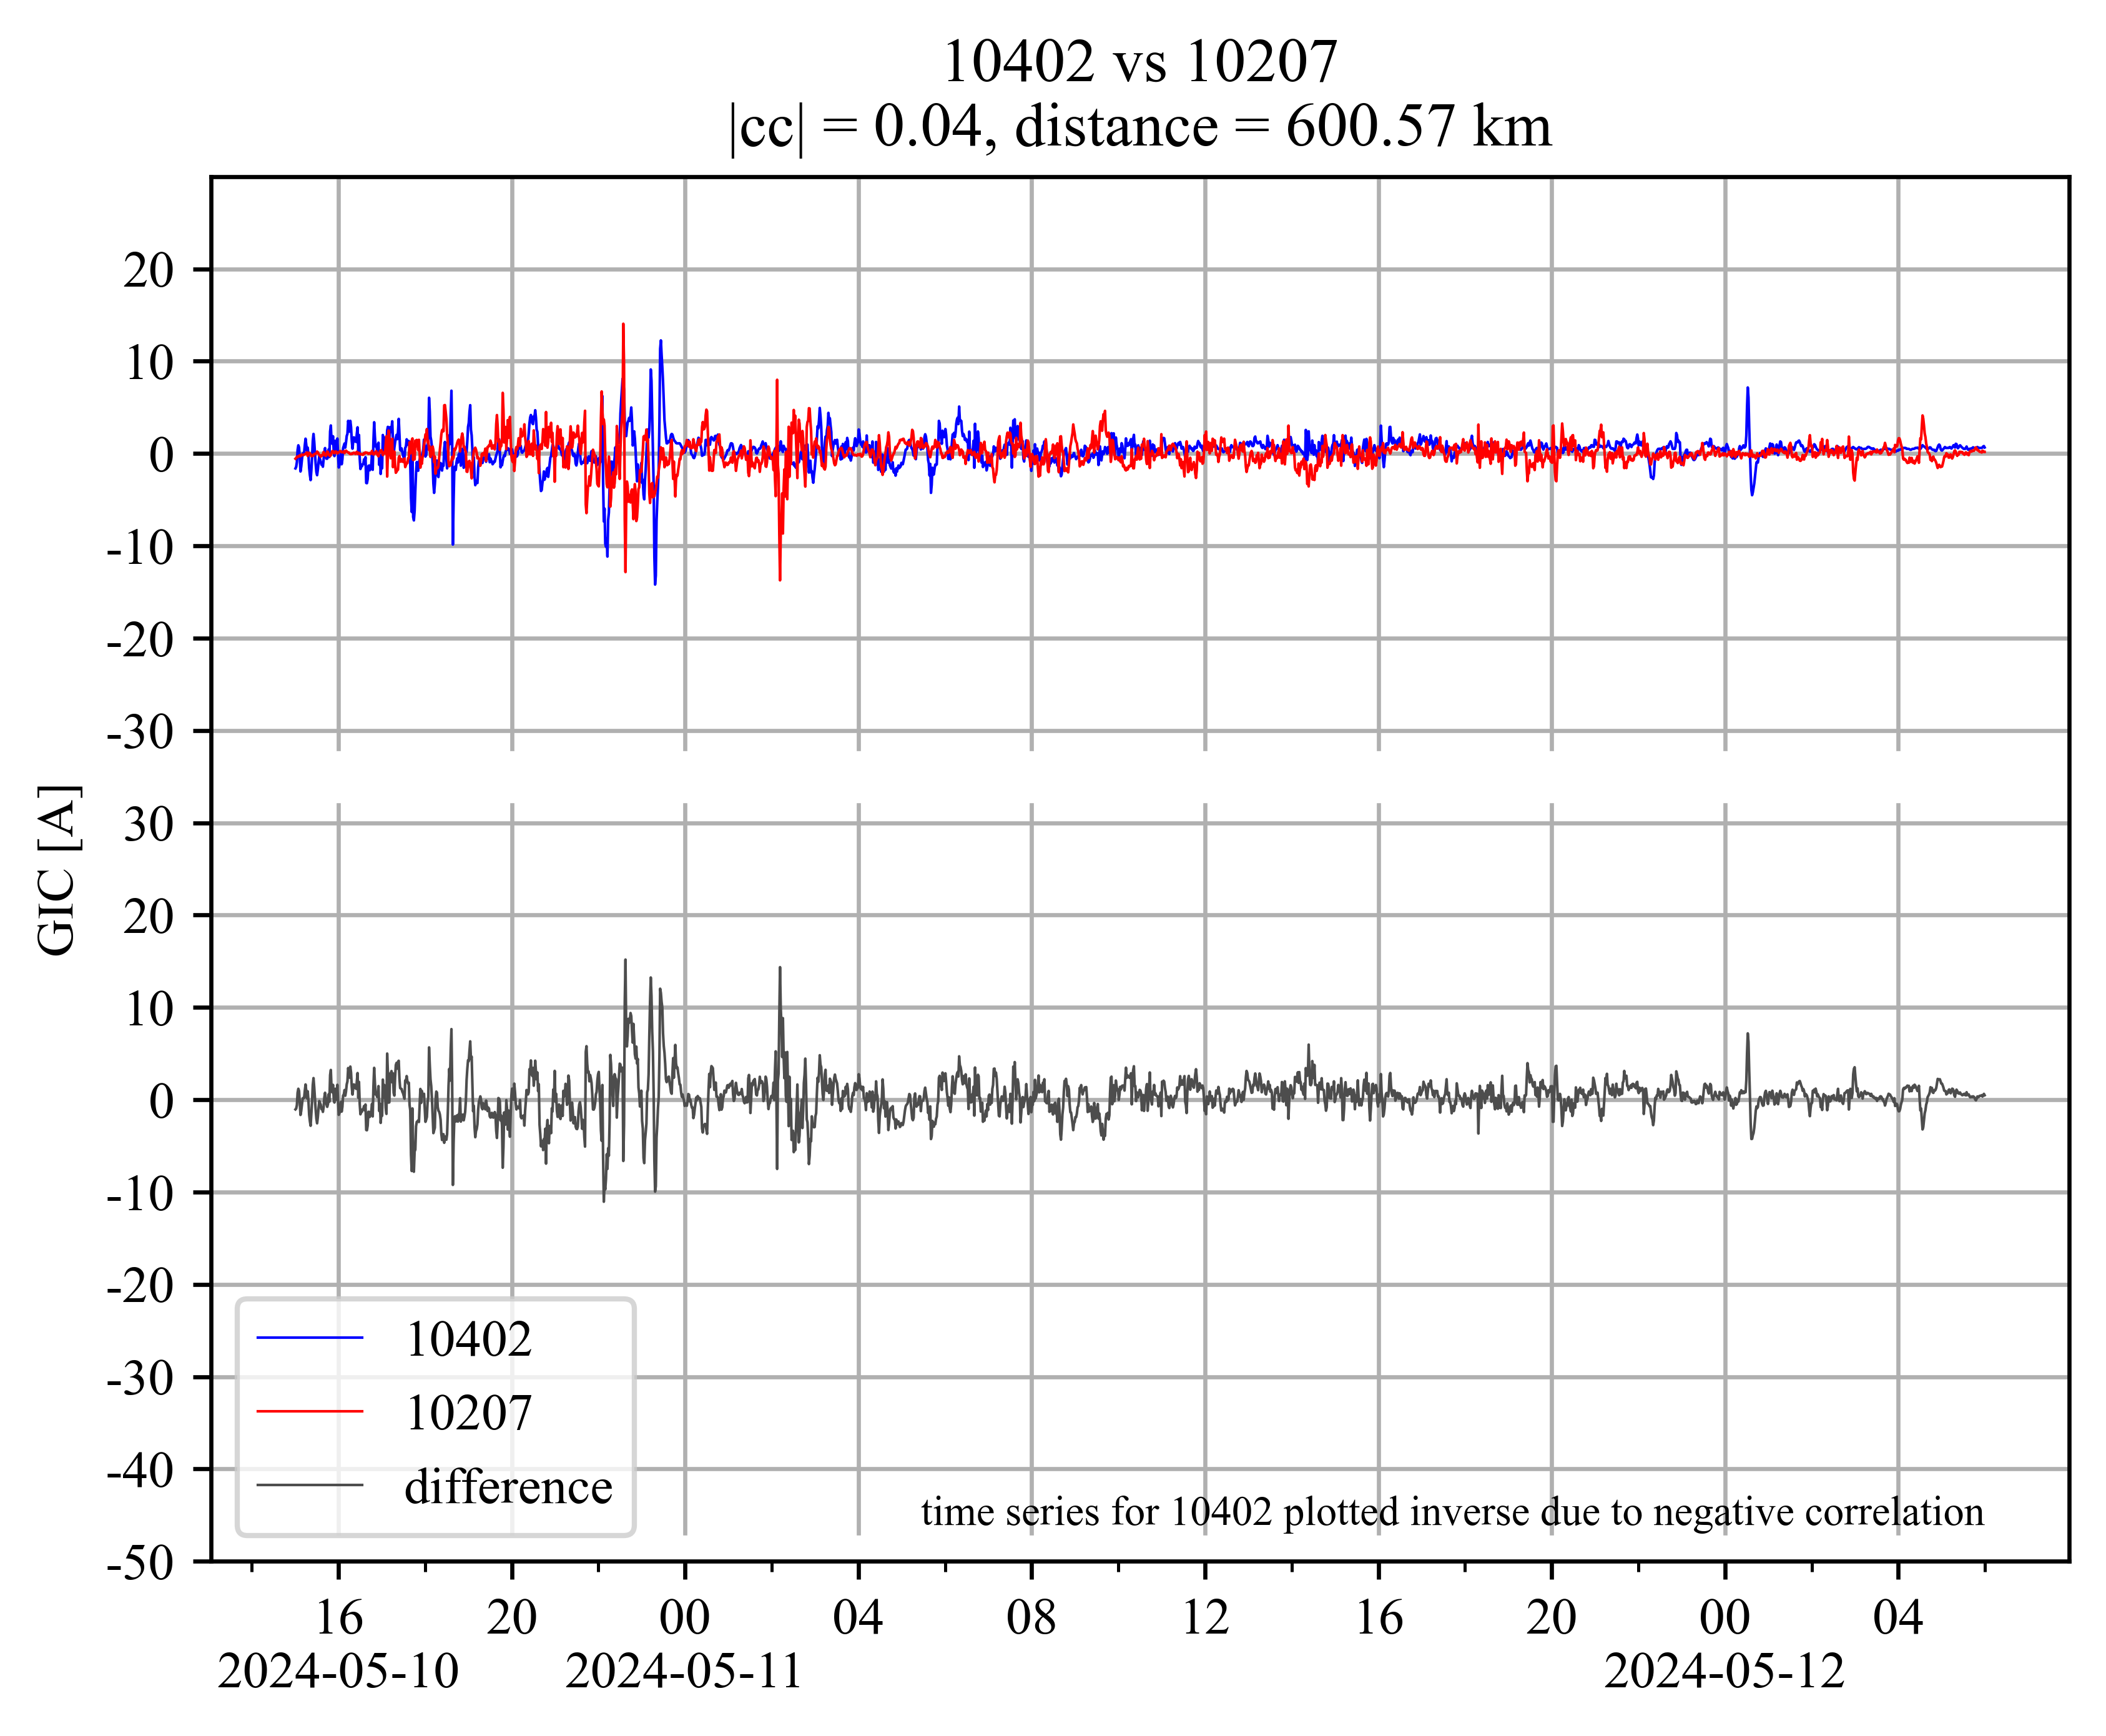 10402 vs 10207
|cc| = 0.04, distance = 600.57 km
GIC [A]
20
10
0
-10
-20
-30
30
20
10
0
-10
-20
-30
-40
-50
10402
10207
difference
time series for 10402 plotted inverse due to negative correlation
16 20 00 04 08 12 16 20 00 04
2024-05-10 2024-05-11 2024-05-12